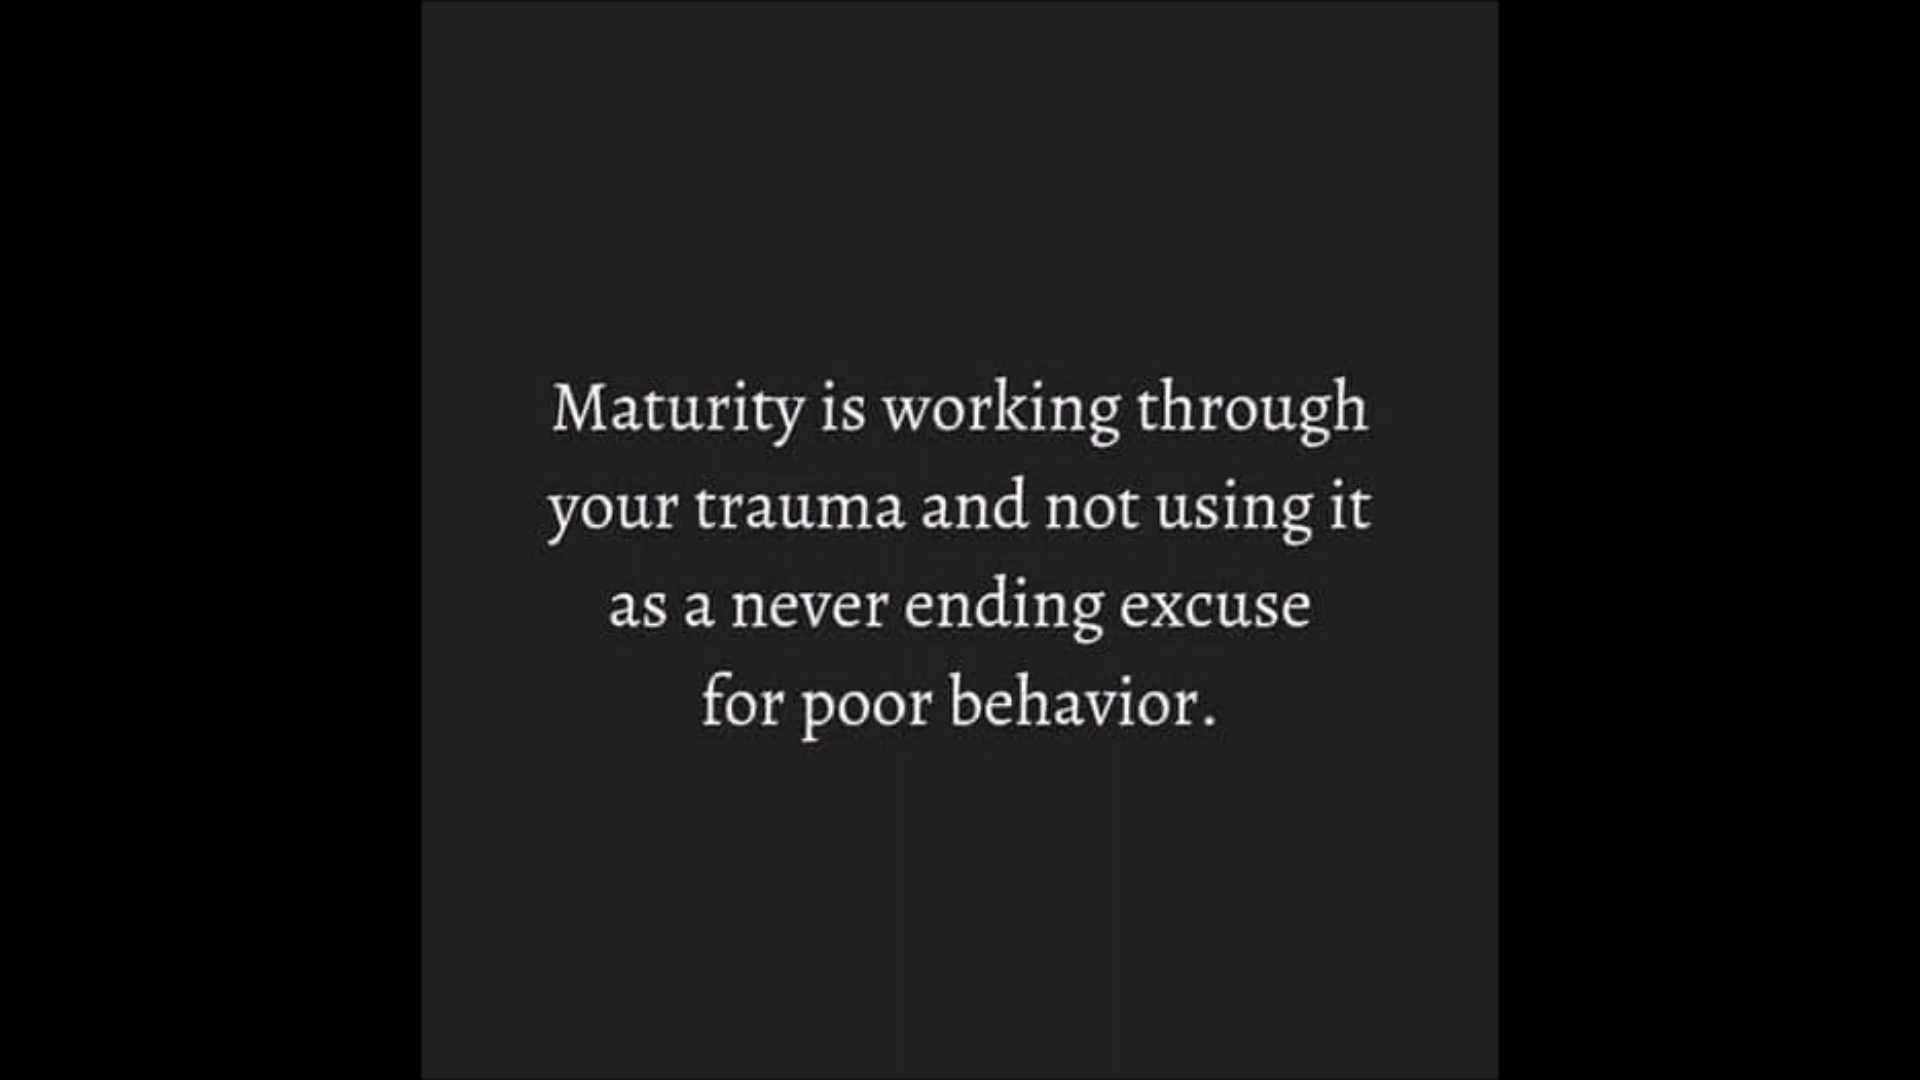 Maturity is working through
your trauma and not using it
as a never ending excuse
for poor behavior.